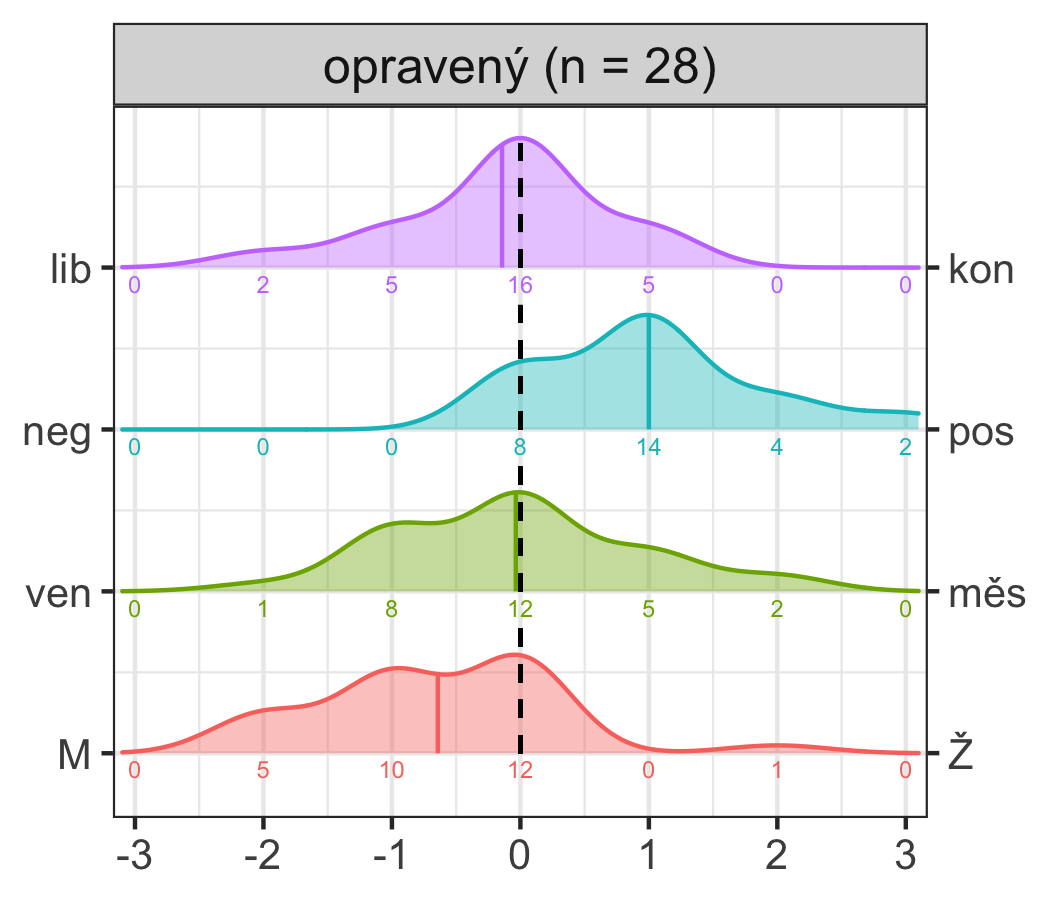 opravený (n = 28)
lib kon
0 2 5 16 5 0 0
neg pos
0 0 0 8 14 4 2
ven měs
0 1 8 12 5 2 0
M Ž
0 5 10 12 0 1 0
-3 -2 -1 0 1 2 3